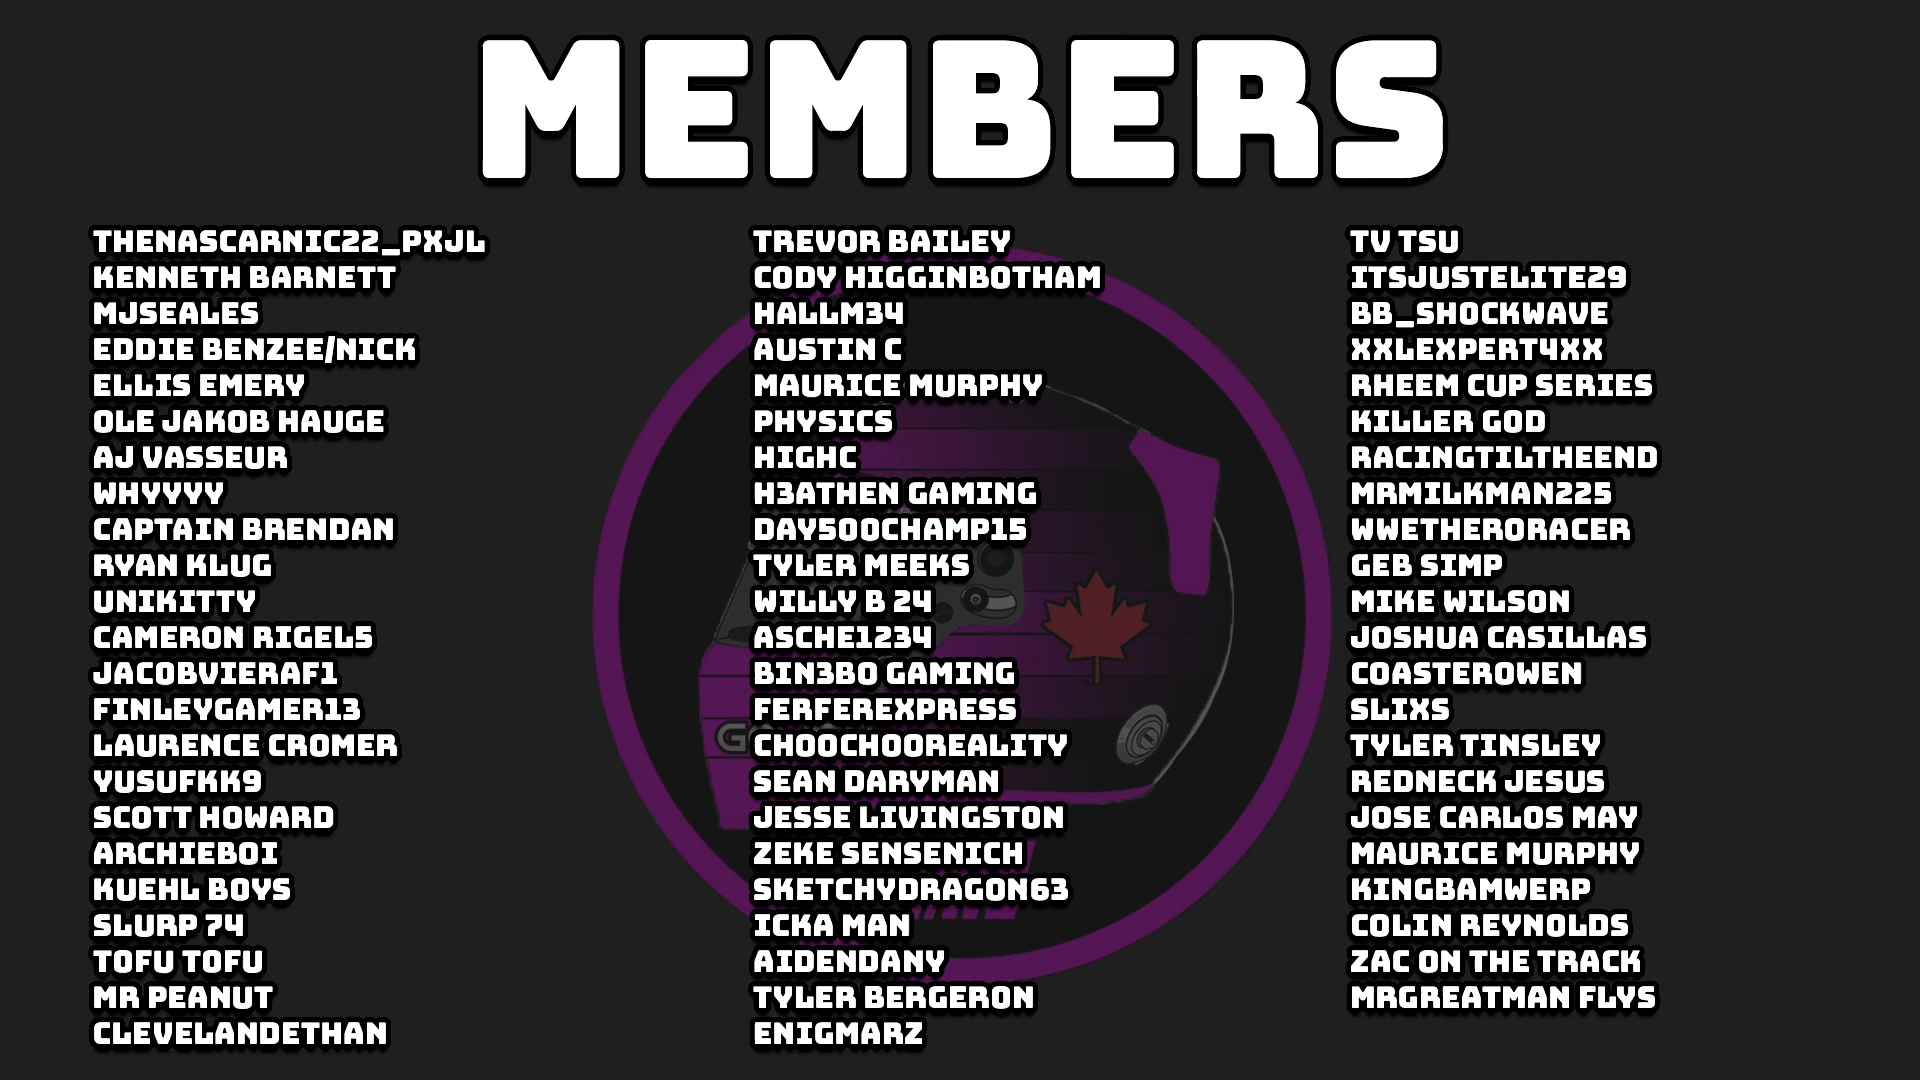 MEMBERS
THENASCARNIC22_PXJL
KENNETH BARNETT
MJSEALES
EDDIE BENZEE/NICK
ELLIS EMERY
OLE JAKOB HAUGE
AJ VASSEUR
WHYYYY
CAPTAIN BRENDAN
RYAN KLUG
UNIKITTY
CAMERON RIGEL5
JACOBVIERAF1
FINLEYGAMER13
LAURENCE CROMER
YUSUFKK9
SCOTT HOWARD
ARCHIEBOI
KUEHL BOYS
SLURP 74
TOFU TOFU
MR PEANUT
CLEVELANDETHAN
TREVOR BAILEY
CODY HIGGINBOTHAM
HALLM34
AUSTIN C
MAURICE MURPHY
PHYSICS
HIGHC
H3ATHEN GAMING
DAY500CHAMP15
TYLER MEEKS
WILLY B 24
ASCHE1234
BIN3BO GAMING
FERFEREXPRESS
CHOOCHOOREALITY
SEAN DARYMAN
JESSE LIVINGSTON
ZEKE SENSENICH
SKETCHYDRAGON63
ICKA MAN
AIDENDANY
TYLER BERGERON
ENIGMARZ
TV TSU
ITSJUSTELITE29
BB_SHOCKWAVE
XXLEXPERT4XX
RHEEM CUP SERIES
KILLER GOD
RACINGTILTHEEND
MRMILKMAN225
WWETHERORACER
GEB SIMP
MIKE WILSON
JOSHUA CASILLAS
COASTEROWEN
SLIXS
TYLER TINSLEY
REDNECK JESUS
JOSE CARLOS MAY
MAURICE MURPHY
KINGBAMWERP
COLIN REYNOLDS
ZAC ON THE TRACK
MRGREATMAN FLYS